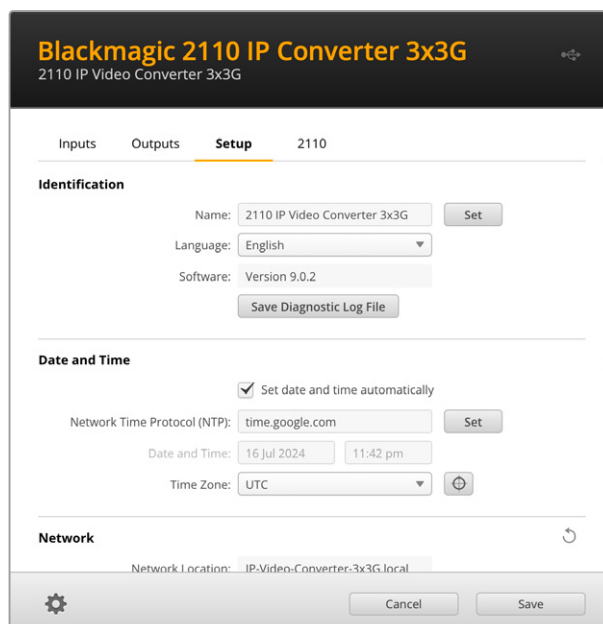 Blackmagic 2110 IP Converter 3x3G
2110 IP Video Converter 3x3G
Inputs Outputs Setup 2110
Identification
Name: 2110 IP Video Converter 3x3G Set
Language: English
Software: Version 9.0.2
Save Diagnostic Log File
Date and Time
Set date and time automatically
Network Time Protocol (NTP): time.google.com Set
Date and Time: 16 Jul 2024 11:42 pm
Time Zone: UTC
Network
Network Location: IP-Video-Converter-3x3G.local
Cancel Save